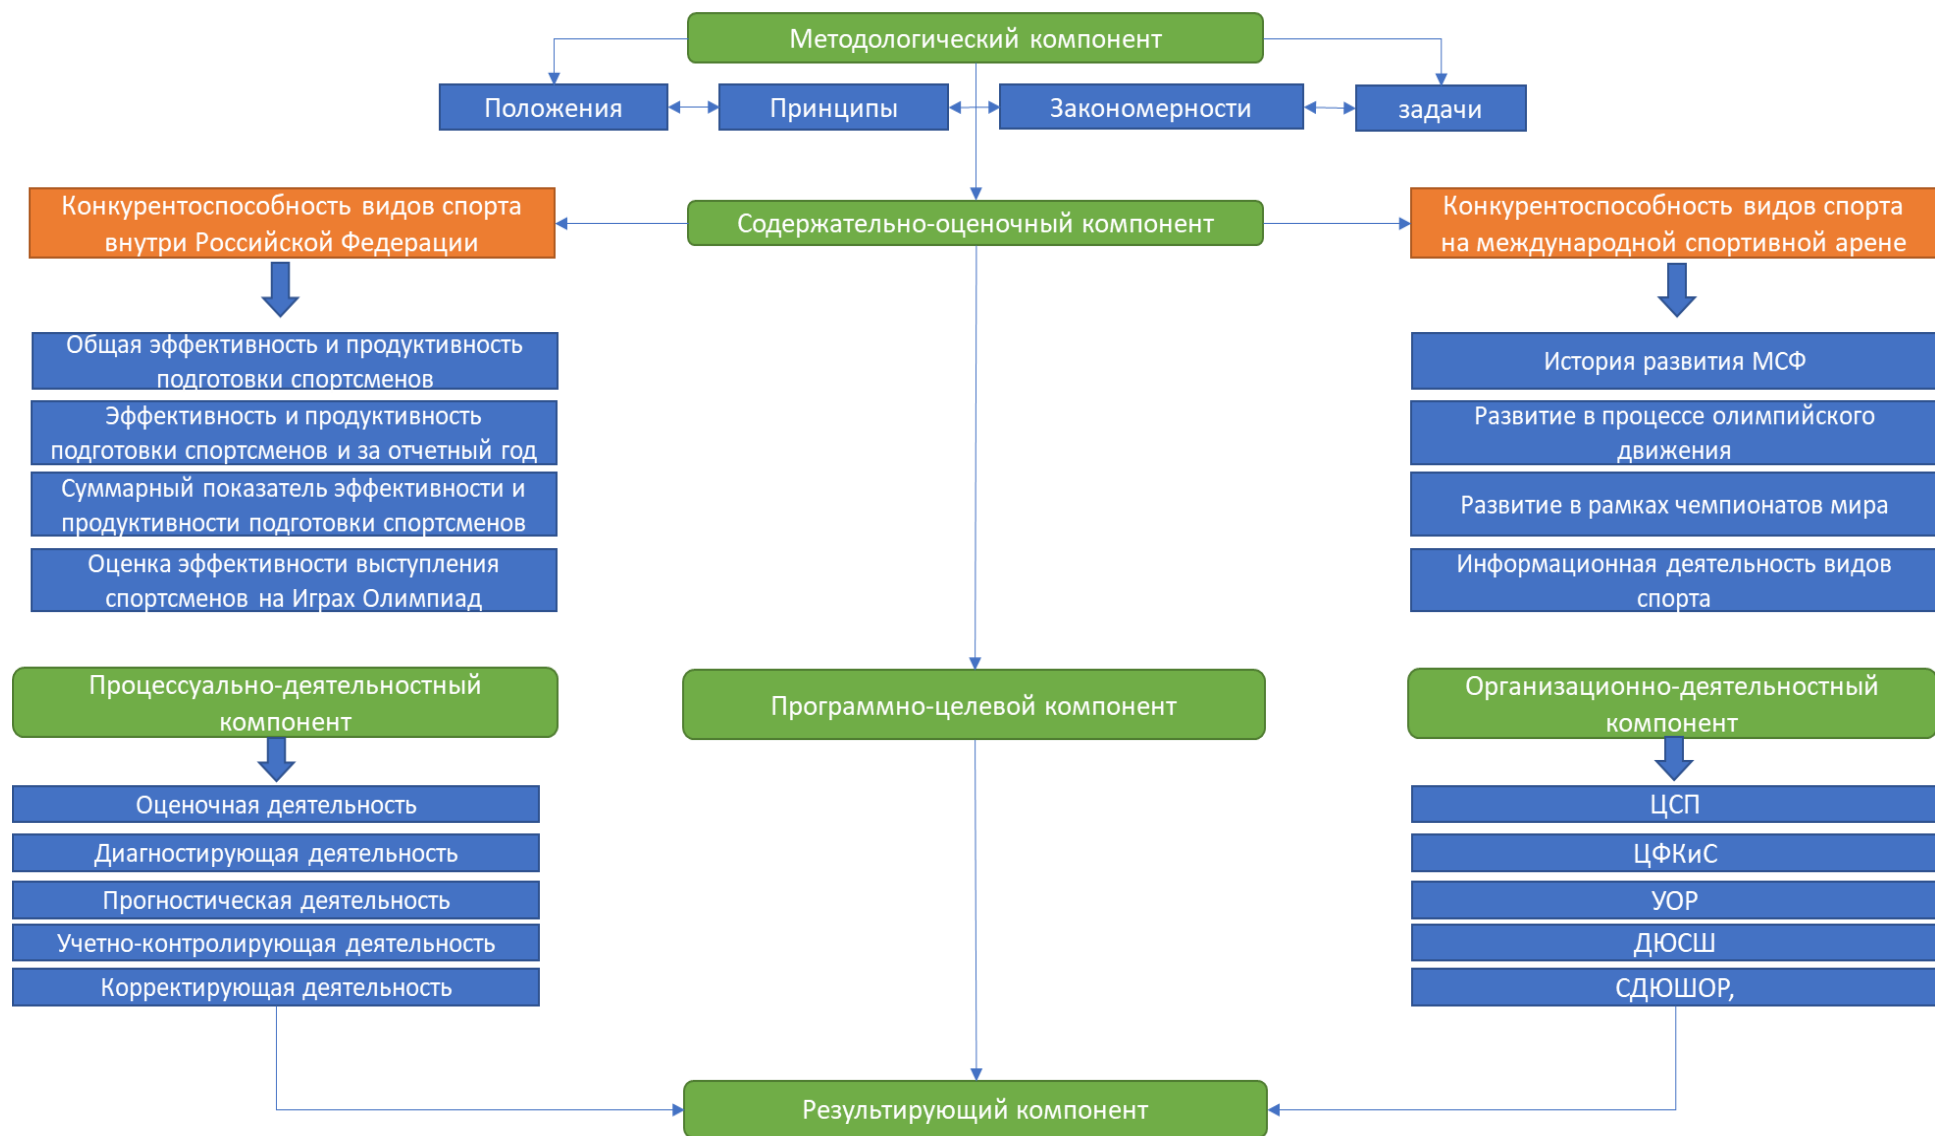 Методологический компонент
Положения
Принципы
Закономерности
задачи
Конкурентоспособность видов спорта
внутри Российской Федерации
Содержательно-оценочный компонент
Конкурентоспособность видов спорта
на международной спортивной арене
Общая эффективность и продуктивность
подготовки спортсменов
Эффективность и продуктивность
подготовки спортсменов и за отчетный год
Суммарный показатель эффективности и
продуктивности подготовки спортсменов
Оценка эффективности выступления
спортсменов на Играх Олимпиад
История развития МСФ
Развитие в процессе олимпийского
движения
Развитие в рамках чемпионатов мира
Информационная деятельность видов
спорта
Процессуально-деятельностный
компонент
Программно-целевой компонент
Организационно-деятельностный
компонент
Оценочная деятельность
Диагностирующая деятельность
Прогностическая деятельность
Учетно-контролирующая деятельность
Корректирующая деятельность
ЦСП
ЦФКиС
УОР
ДЮСШ
СДЮШОР,
Результирующий компонент